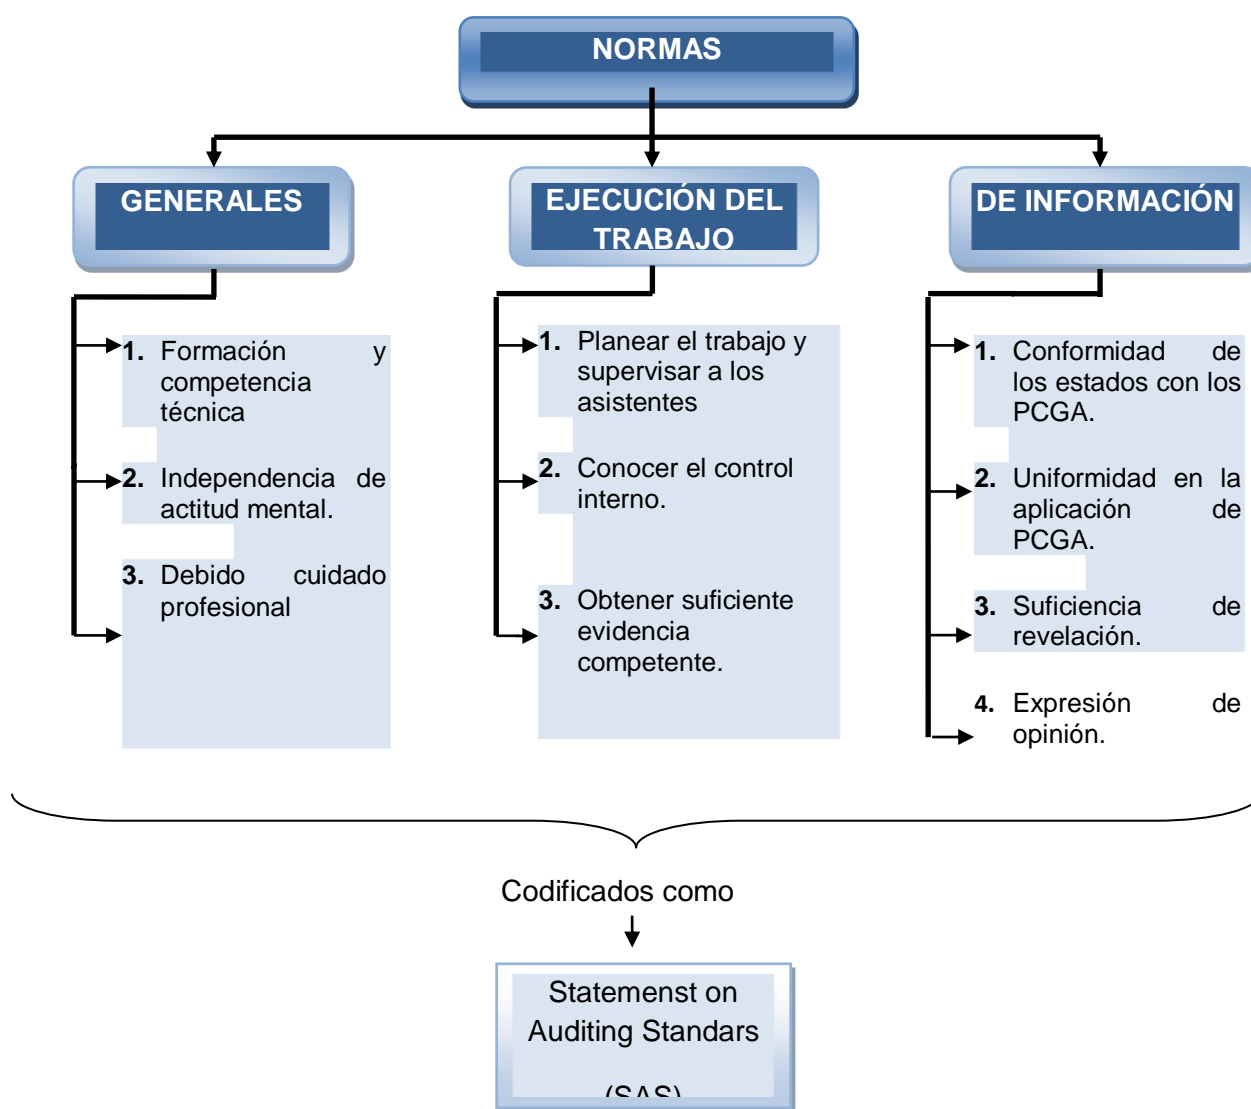 NORMAS
GENERALES
1. Formación y
competencia
técnica
2. Independencia de
actitud mental.
3. Debido cuidado
profesional
EJECUCIÓN DEL
TRABAJO
1. Planear el trabajo y
supervisar a los
asistentes
2. Conocer el control
interno.
3. Obtener suficiente
evidencia
competente.
DE INFORMACIÓN
1. Conformidad de
los estados con los
PCGA.
2. Uniformidad en la
aplicación de
PCGA.
3. Suficiencia de
revelación.
4. Expresión de
opinión.
Codificados como
Statemenst on
Auditing Standars
(SAS)